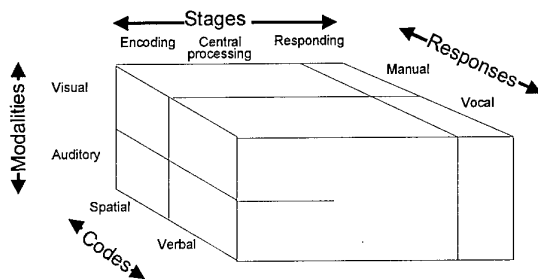 Stages
Encoding Central processing Responding
Responses
Manual
Vocal
Modalities
Visual
Auditory
Spatial
Verbal
Codes